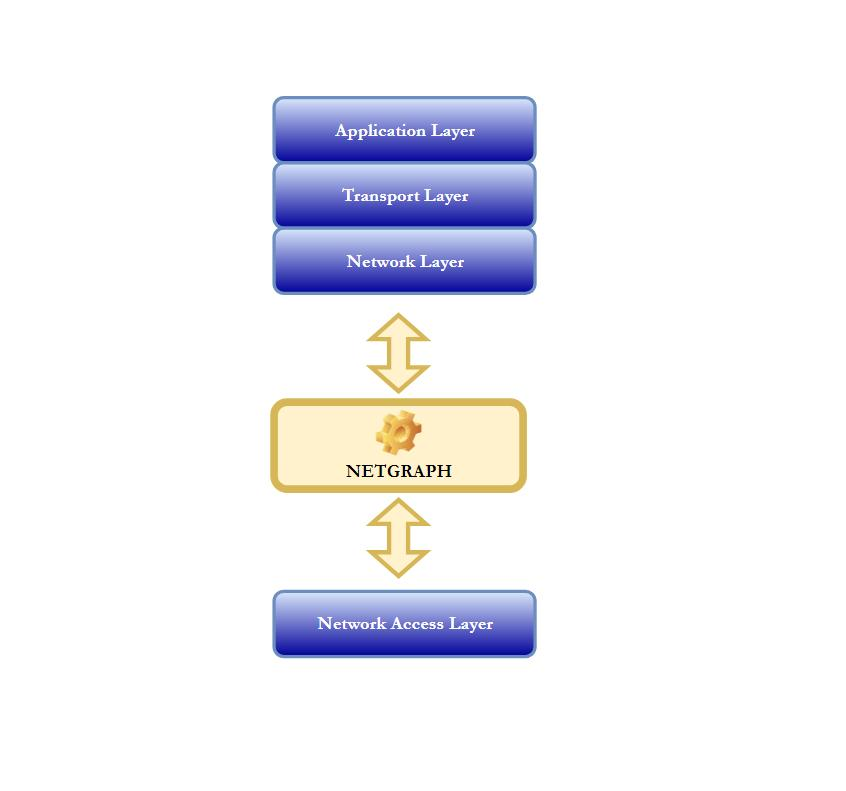 Application Layer
Transport Layer
Network Layer
NETGRAPH
Network Access Layer